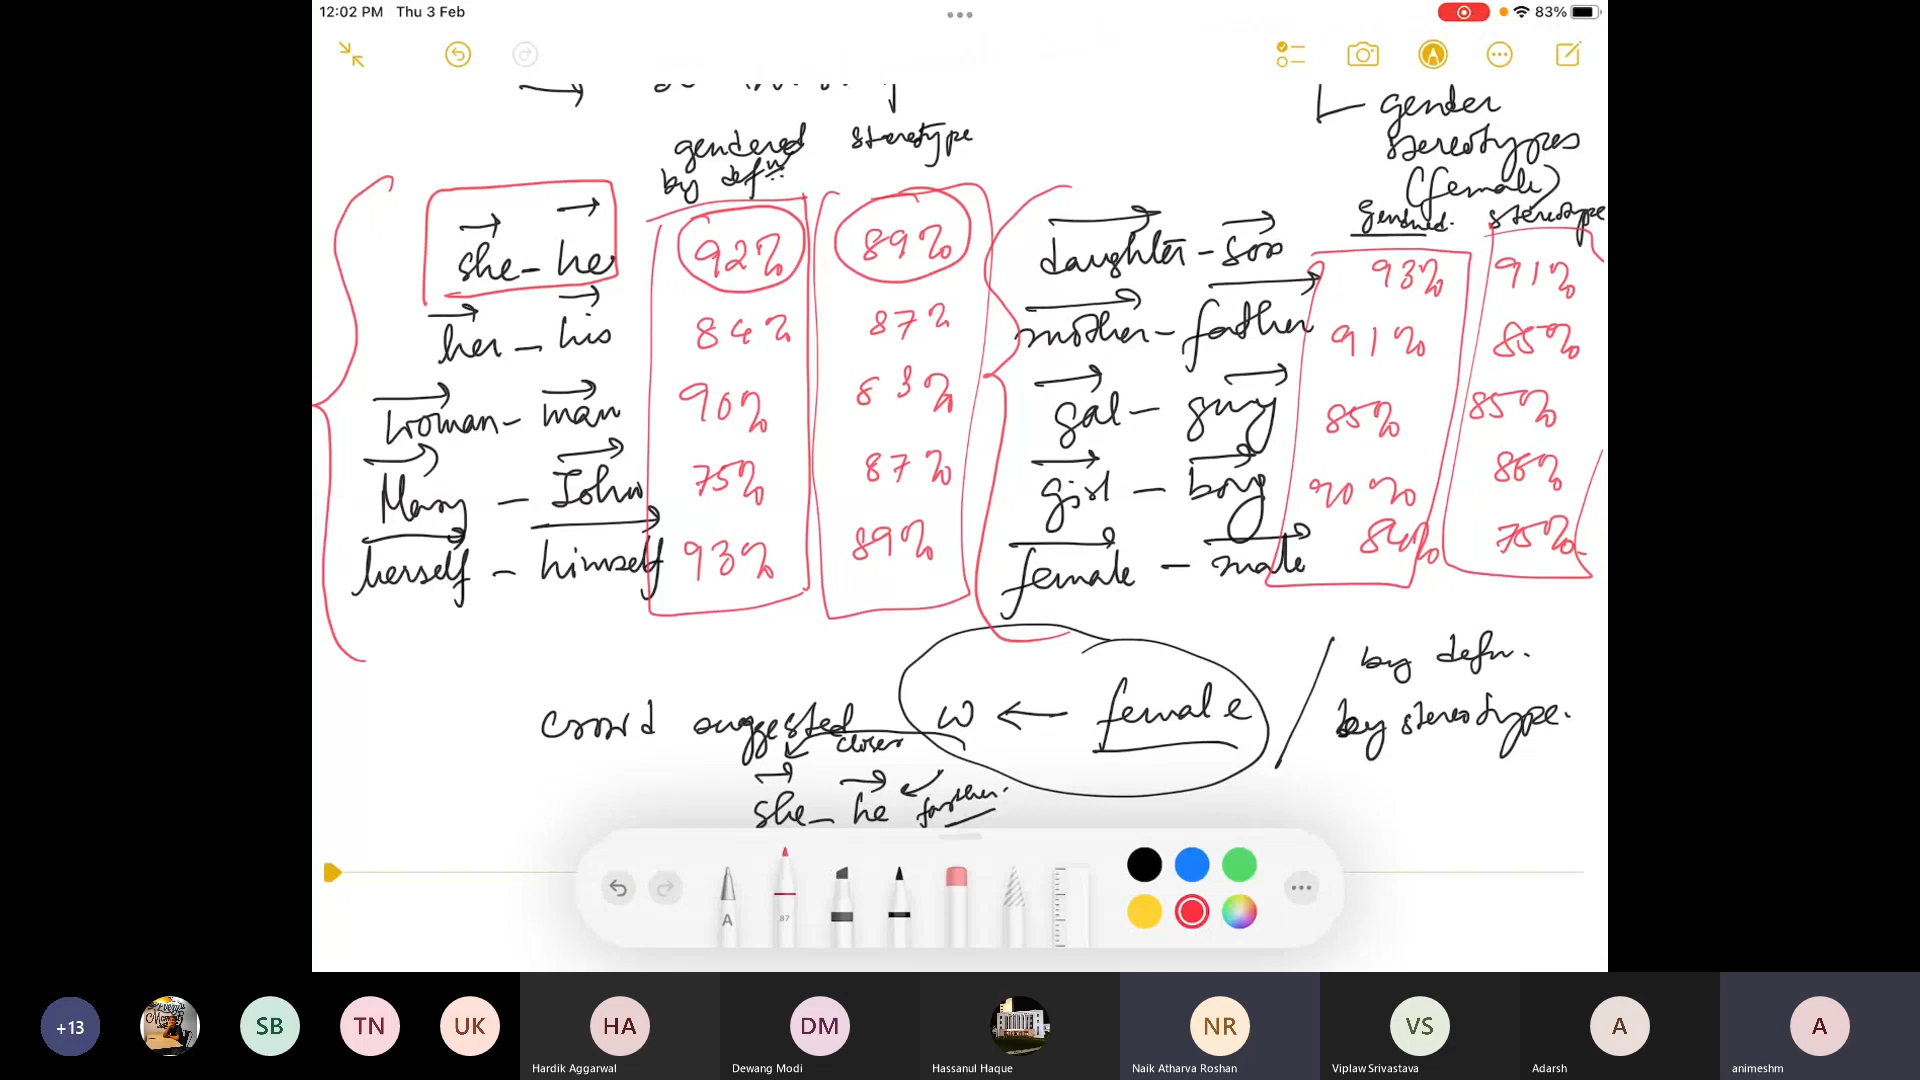 12:02 PM Thu 3 Feb
83%
gender
stereotypes
(female)
gendered
by defn
stereotype
gendered.
stereotype
she - he 92% 89%
her - his 84% 87%
woman - man 90% 83%
Mary - John 75% 87%
herself - himself 93% 89%
daughter - son 93% 91%
mother - father 91% 85%
gal - guy 85% 85%
girl - boy 90% 86%
female - male 84% 75%
crowd suggested w ← female
by defn.
by stereotype.
closer
she - he farther.
A
87
+13
SB
TN
UK
HA
DM
NR
VS
A
A
Hardik Aggarwal
Dewang Modi
Hassanul Haque
Naik Atharva Roshan
Viplaw Srivastava
Adarsh
animeshm